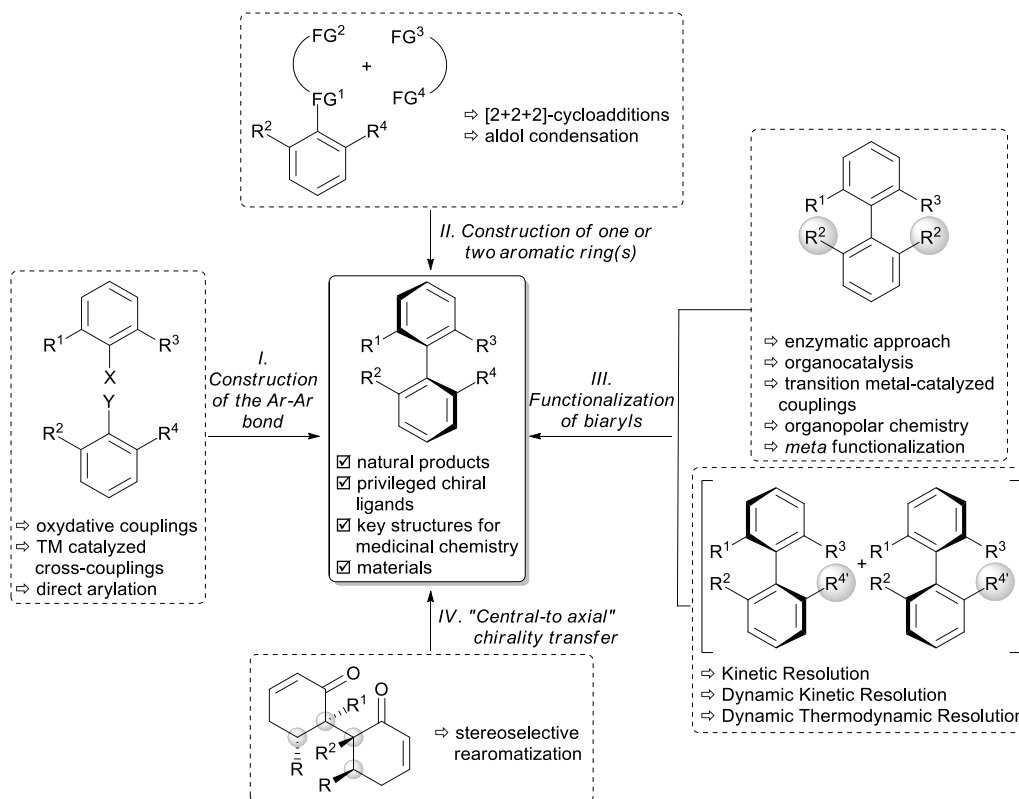 FG²
FG³
+
FG¹
FG⁴
R²
R⁴
⇨ [2+2+2]-cycloadditions
⇨ aldol condensation
II. Construction of one or
two aromatic ring(s)
R¹
R³
X
Y
R²
R⁴
⇨ oxydative couplings
⇨ TM catalyzed
cross-couplings
⇨ direct arylation
I.
Construction
of the Ar-Ar
bond
R¹
R³
R²
R⁴
☑ natural products
☑ privileged chiral
ligands
☑ key structures for
medicinal chemistry
☑ materials
III.
Functionalization
of biaryls
R¹
R³
R²
R²
⇨ enzymatic approach
⇨ organocatalysis
⇨ transition metal-catalyzed
couplings
⇨ organopolar chemistry
⇨ meta functionalization
R¹
R³
R²
R⁴'
+
R¹
R³
R²
R⁴'
⇨ Kinetic Resolution
⇨ Dynamic Kinetic Resolution
⇨ Dynamic Thermodynamic Resolution
IV. "Central-to axial"
chirality transfer
O
O
R¹
R²
R
R
⇨ stereoselective
rearomatization